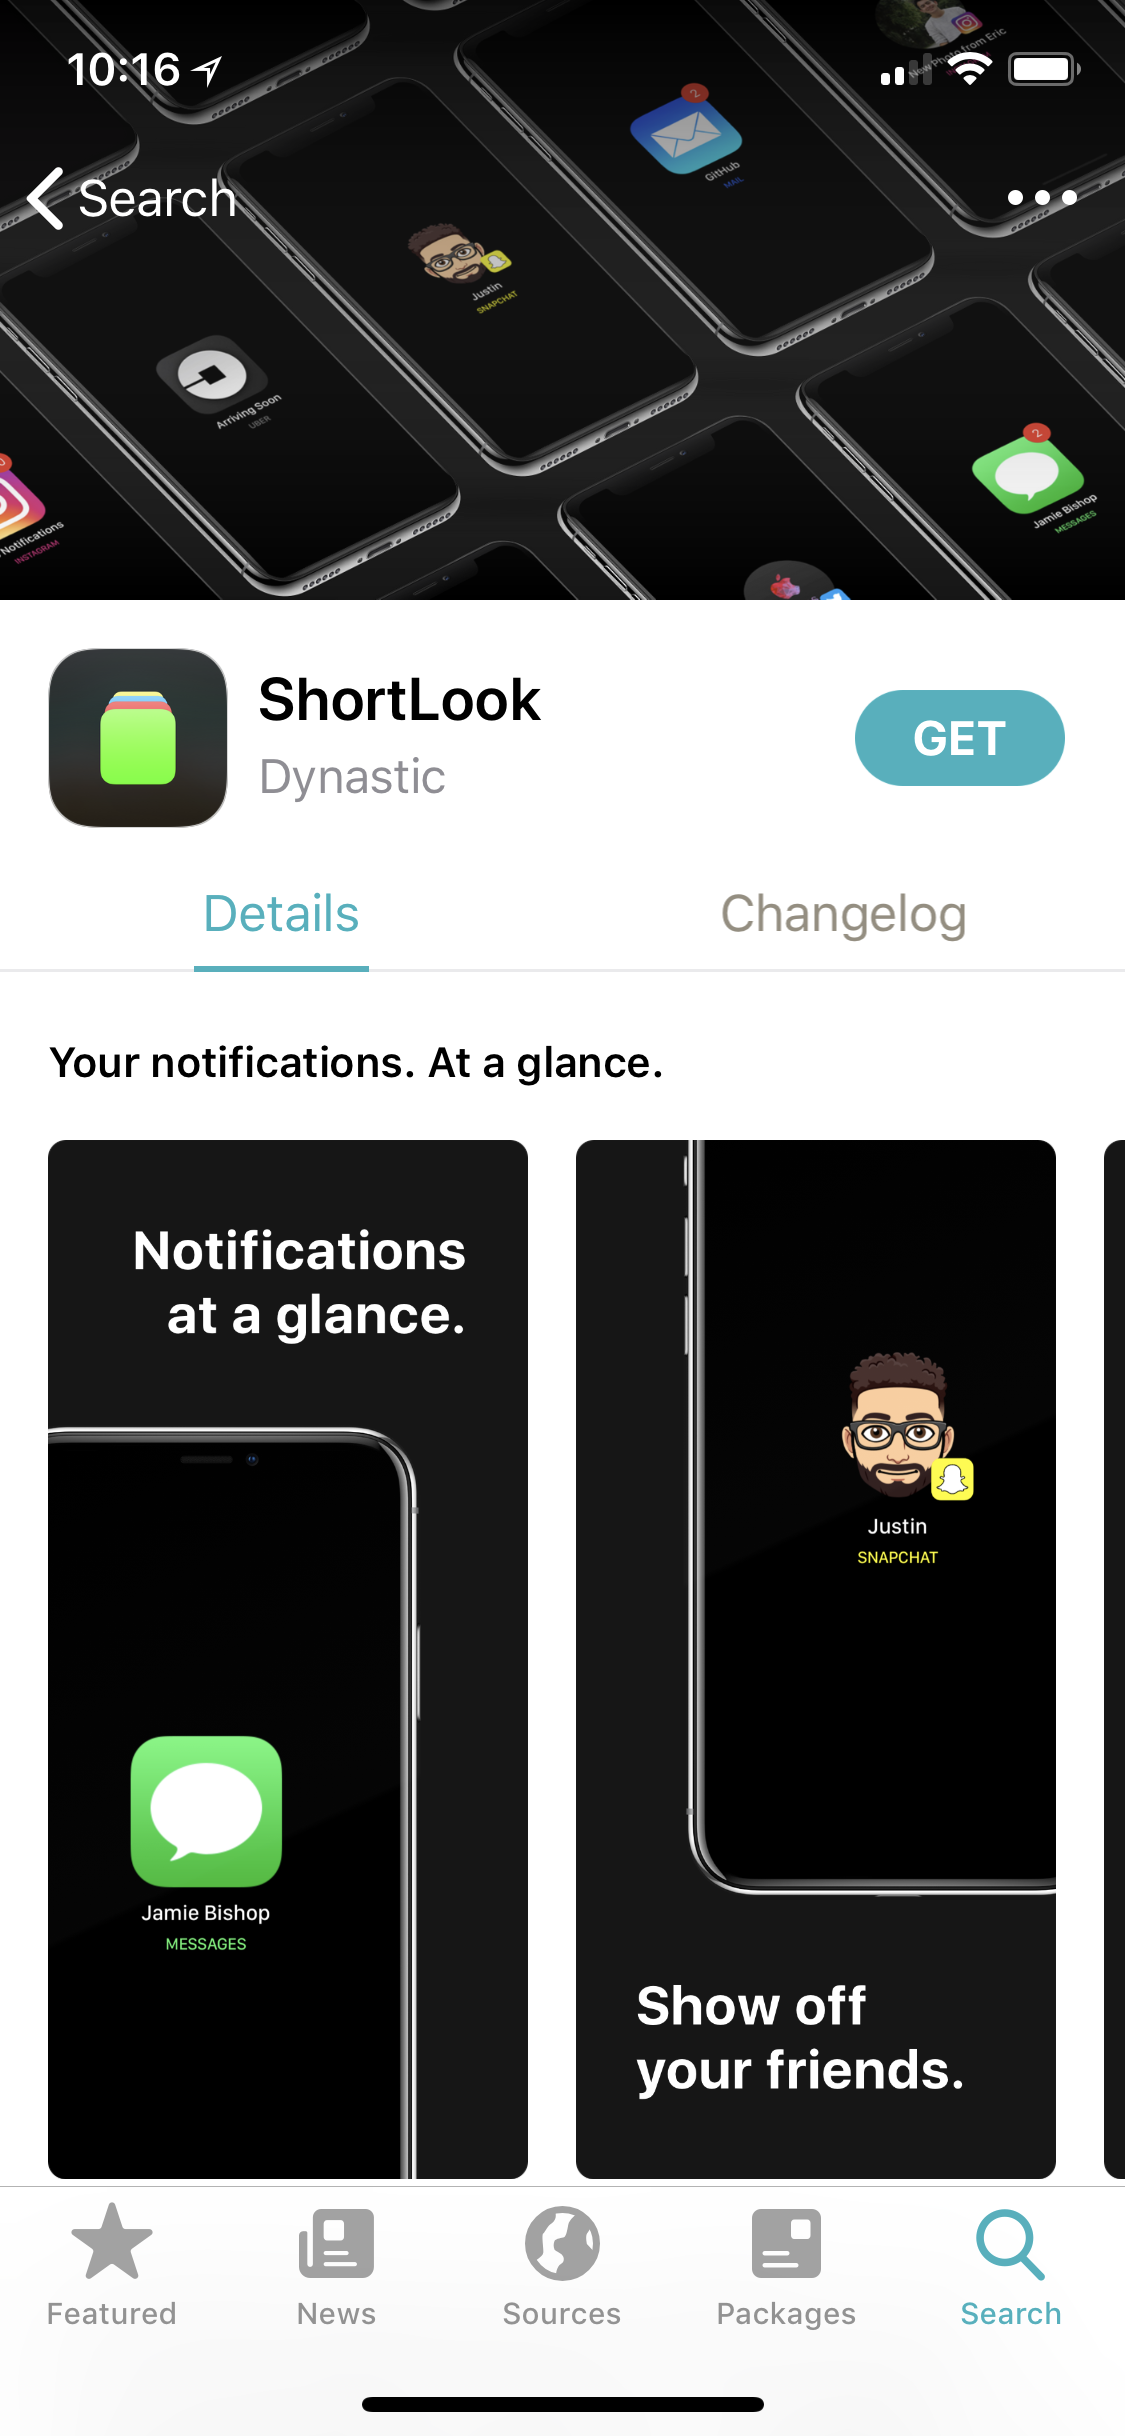 10:16
Search
New Photo from Eric
2
GitHub
MAIL
Justin
SNAPCHAT
Arriving Soon
UBER
2
Jamie Bishop
MESSAGES
Notifications
INSTAGRAM
ShortLook
Dynastic
GET
Details
Changelog
Your notifications. At a glance.
Notifications
at a glance.
Justin
SNAPCHAT
Jamie Bishop
MESSAGES
Show off
your friends.
Featured
News
Sources
Packages
Search